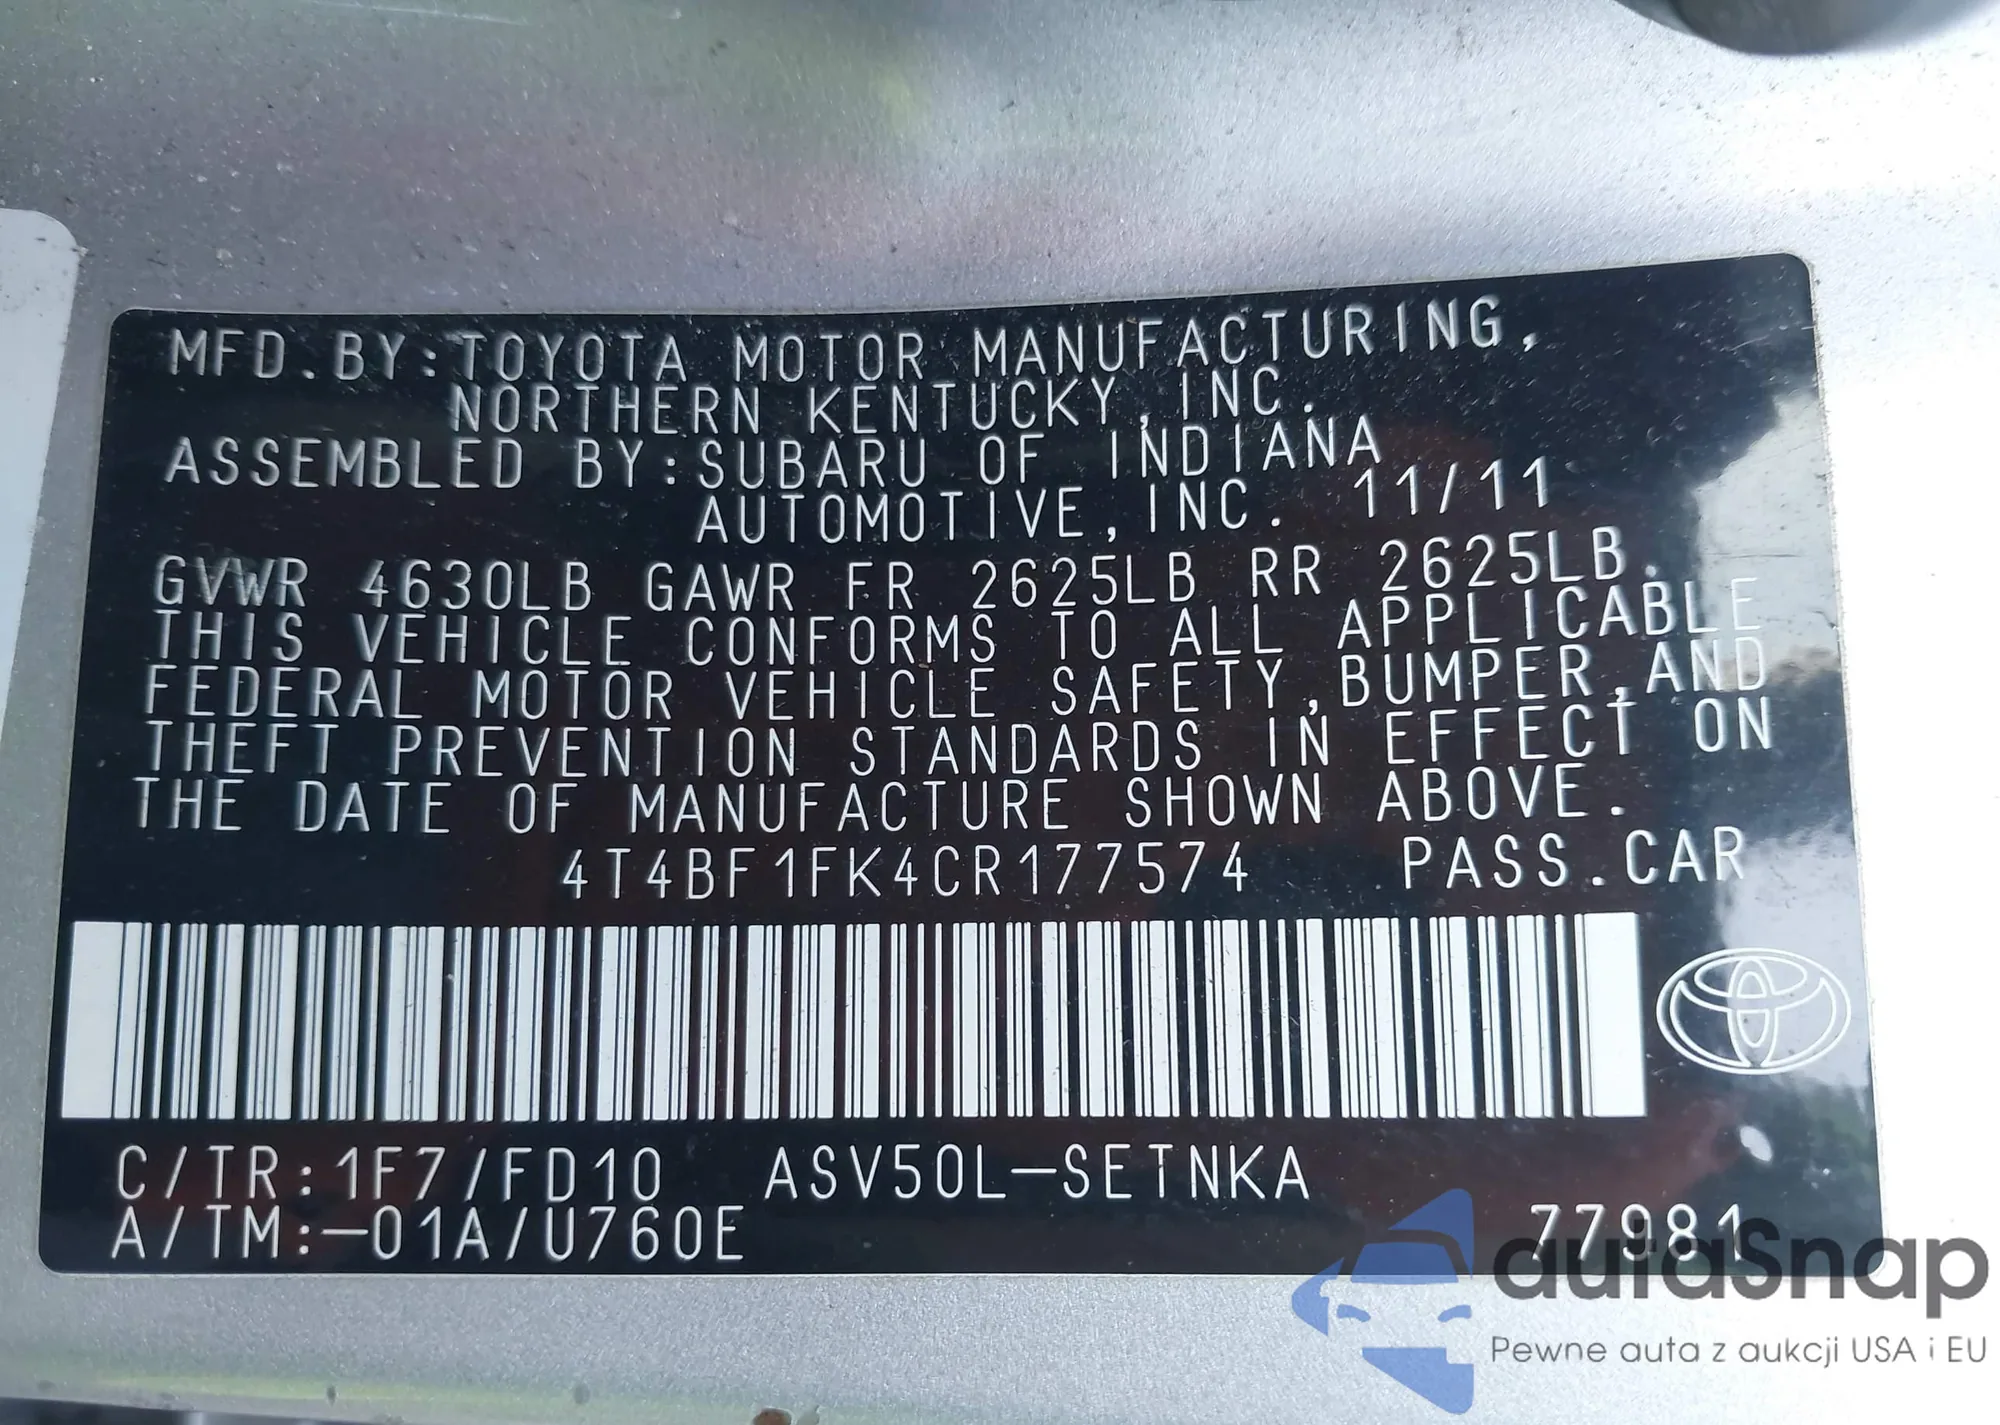 MFD.BY:TOYOTA MOTOR MANUFACTURING,
NORTHERN KENTUCKY,INC.
ASSEMBLED BY:SUBARU OF INDIANA
AUTOMOTIVE,INC. 11/11
GVWR 4630LB GAWR FR 2625LB RR 2625LB.
THIS VEHICLE CONFORMS TO ALL APPLICABLE
FEDERAL MOTOR VEHICLE SAFETY,BUMPER,AND
THEFT PREVENTION STANDARDS IN EFFECT ON
THE DATE OF MANUFACTURE SHOWN ABOVE.
4T4BF1FK4CR177574 PASS.CAR
C/TR:1F7/FD10 ASV50L-SETNKA
A/TM:-01A/U760E 77981
autaSnap
Pewne auta z aukcji USA i EU